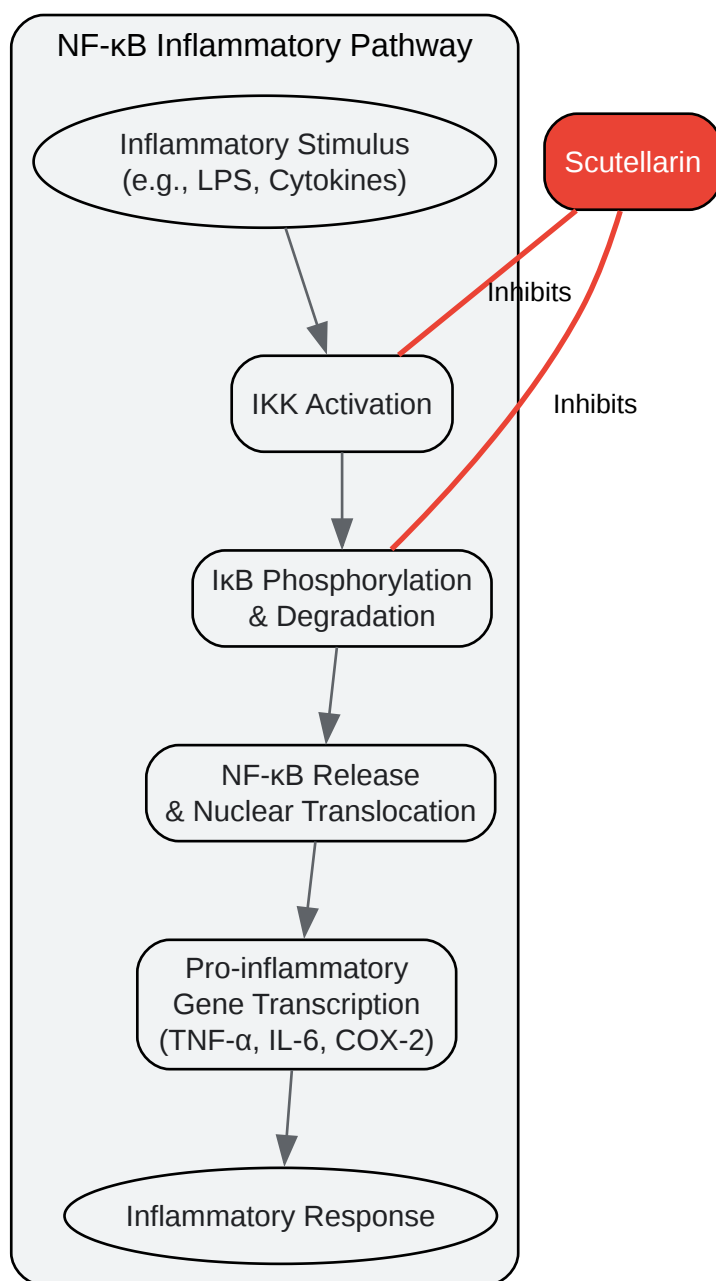 NF-κB Inflammatory Pathway
Inflammatory Stimulus
(e.g., LPS, Cytokines)
Scutellarin
Inhibits
IKK Activation
Inhibits
IκB Phosphorylation
& Degradation
NF-κB Release
& Nuclear Translocation
Pro-inflammatory
Gene Transcription
(TNF-α, IL-6, COX-2)
Inflammatory Response